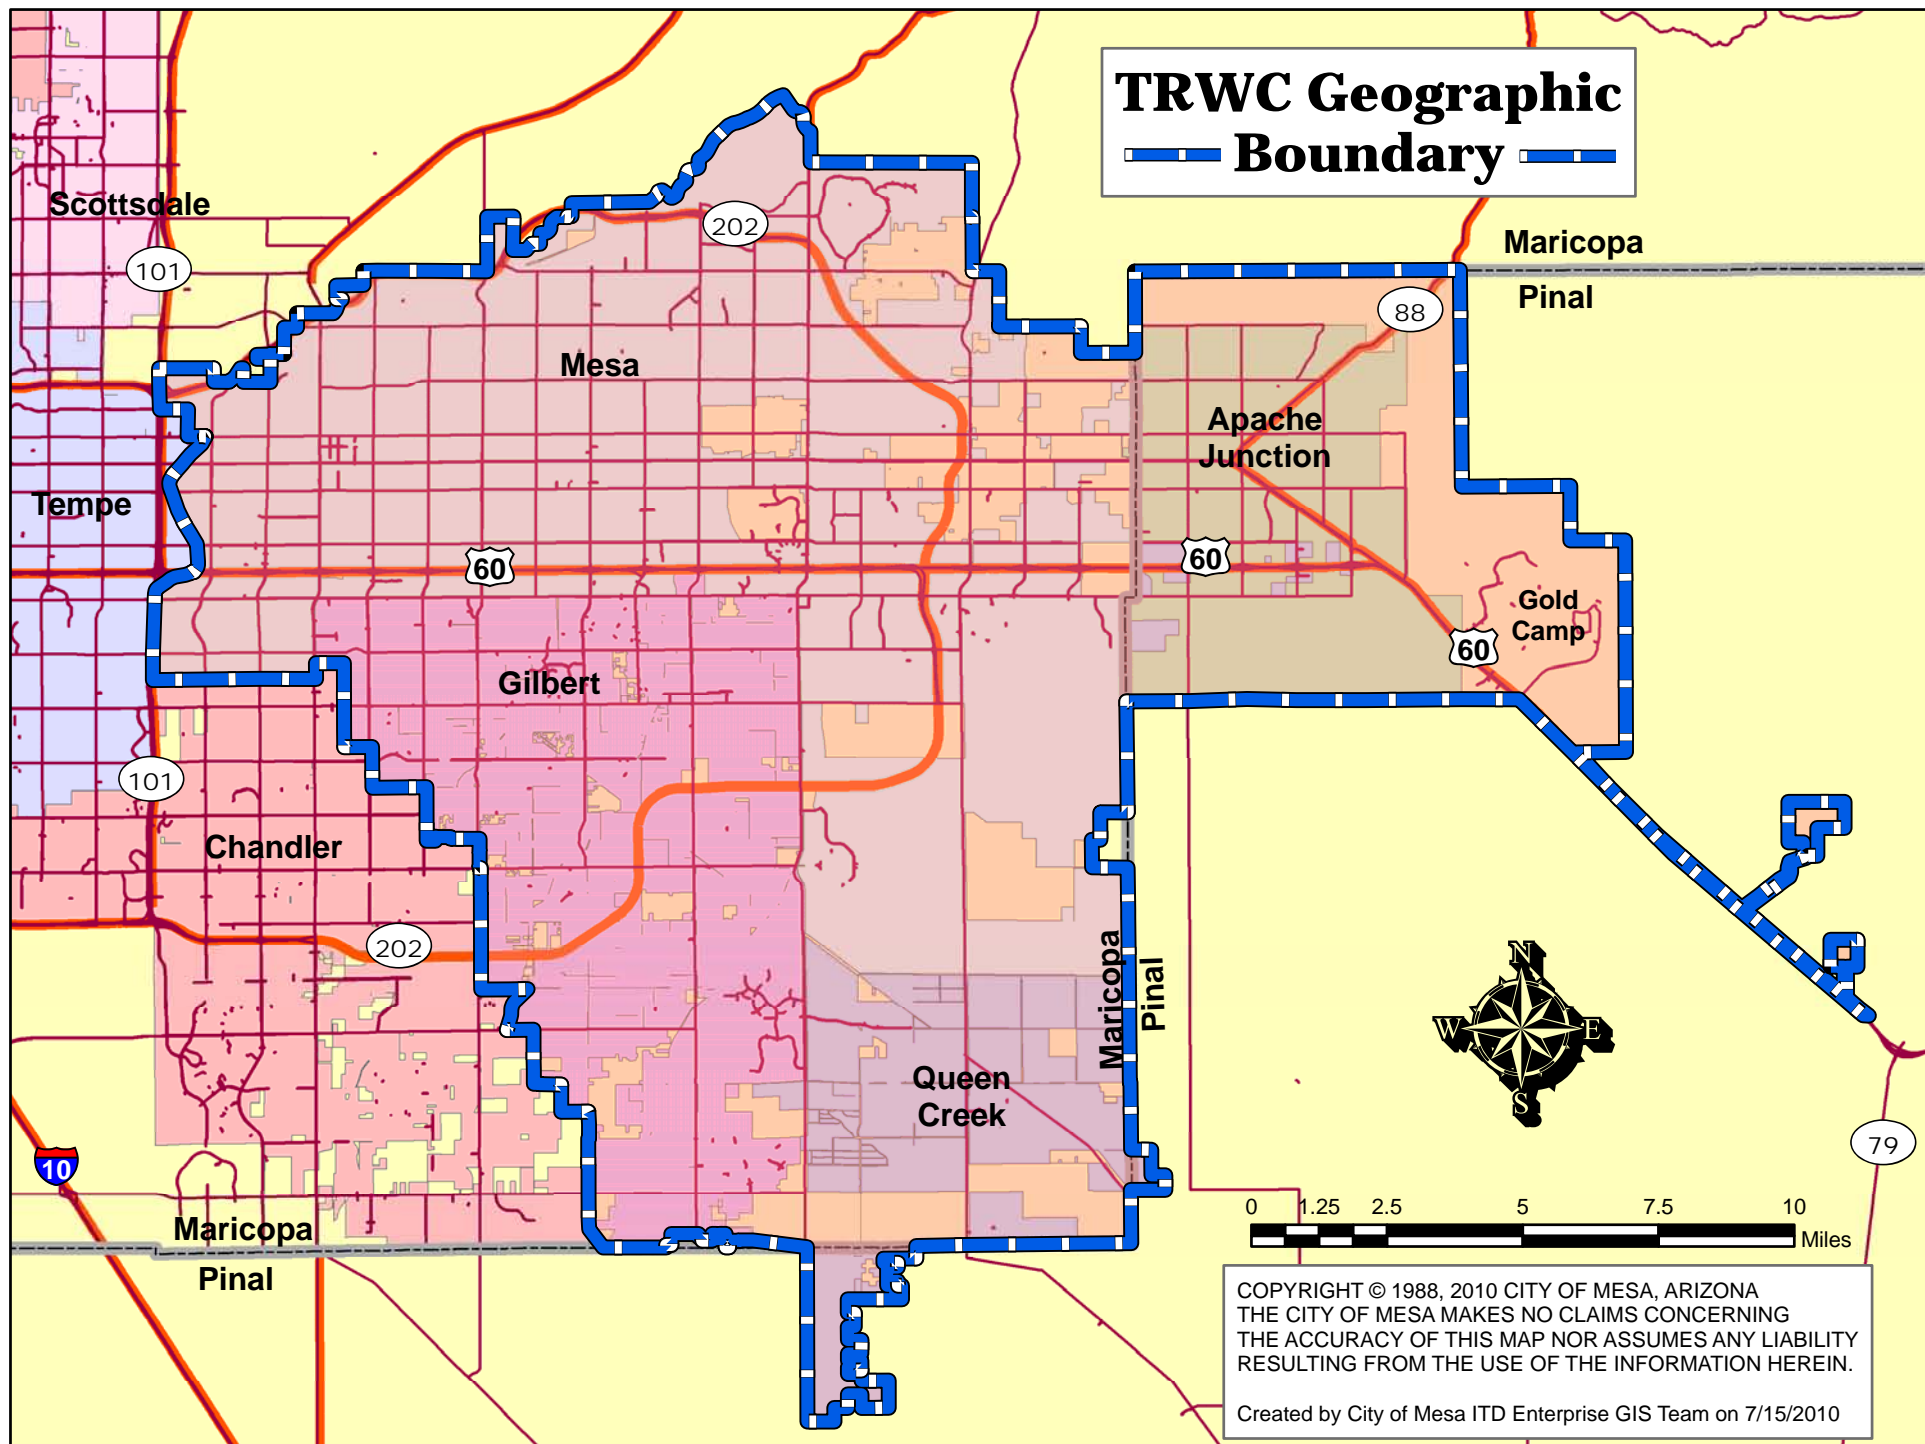 TRWC Geographic
Boundary
Scottsdale
202
Maricopa
101
Pinal
88
Mesa
Apache
Junction
Tempe
60
60
Gold
Camp
60
Gilbert
101
Chandler
202
Maricopa
Pinal
N
W
E
S
Queen
Creek
79
10
Maricopa
Pinal
0 1.25 2.5 5 7.5 10
Miles
COPYRIGHT © 1988, 2010 CITY OF MESA, ARIZONA
THE CITY OF MESA MAKES NO CLAIMS CONCERNING
THE ACCURACY OF THIS MAP NOR ASSUMES ANY LIABILITY
RESULTING FROM THE USE OF THE INFORMATION HEREIN.
Created by City of Mesa ITD Enterprise GIS Team on 7/15/2010